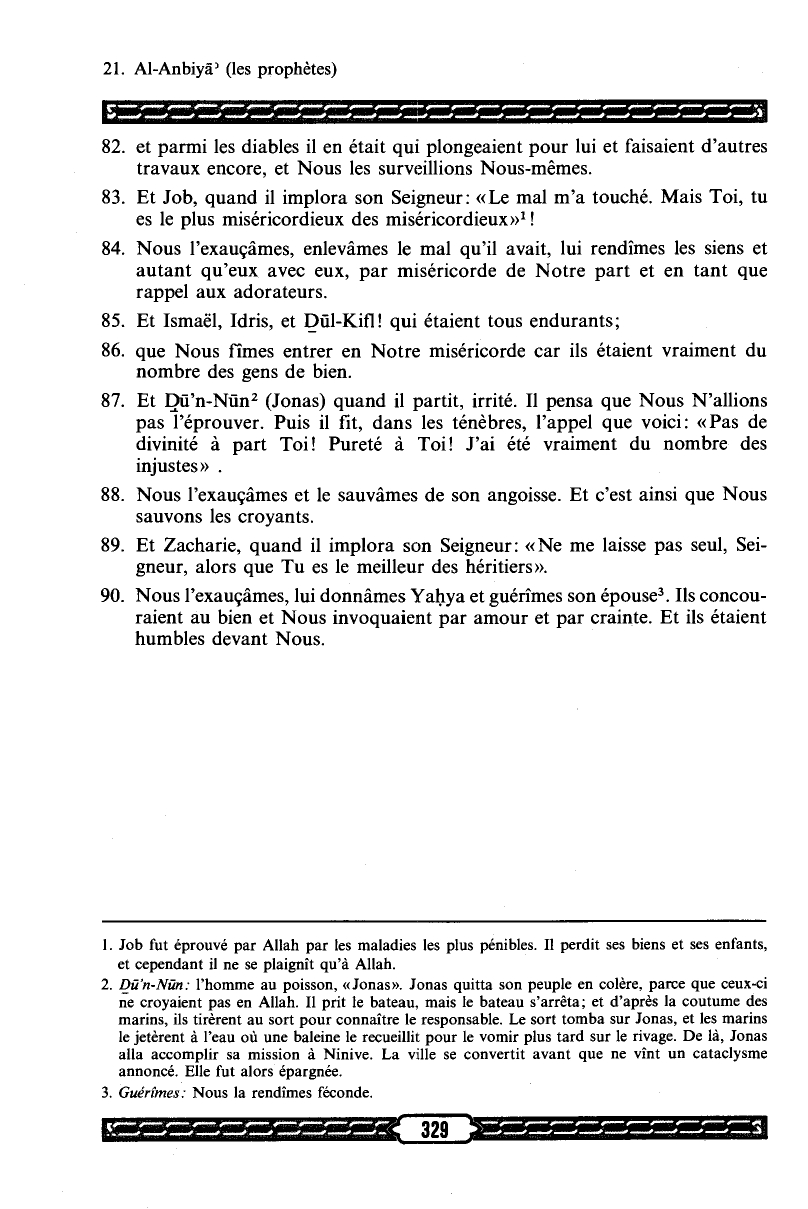 21. Al-Anbiyāʾ (les prophètes)
82. et parmi les diables il en était qui plongeaient pour lui et faisaient d'autres
travaux encore, et Nous les surveillions Nous-mêmes.
83. Et Job, quand il implora son Seigneur: «Le mal m'a touché. Mais Toi, tu
es le plus miséricordieux des miséricordieux»¹ !
84. Nous l'exauçâmes, enlevâmes le mal qu'il avait, lui rendîmes les siens et
autant qu'eux avec eux, par miséricorde de Notre part et en tant que
rappel aux adorateurs.
85. Et Ismaël, Idris, et Ḏūl-Kifl! qui étaient tous endurants;
86. que Nous fîmes entrer en Notre miséricorde car ils étaient vraiment du
nombre des gens de bien.
87. Et Ḏū'n-Nūn² (Jonas) quand il partit, irrité. Il pensa que Nous N'allions
pas l'éprouver. Puis il fit, dans les ténèbres, l'appel que voici: «Pas de
divinité à part Toi! Pureté à Toi! J'ai été vraiment du nombre des
injustes» .
88. Nous l'exauçâmes et le sauvâmes de son angoisse. Et c'est ainsi que Nous
sauvons les croyants.
89. Et Zacharie, quand il implora son Seigneur: «Ne me laisse pas seul, Sei-
gneur, alors que Tu es le meilleur des héritiers».
90. Nous l'exauçâmes, lui donnâmes Yaḥya et guérîmes son épouse³. Ils concou-
raient au bien et Nous invoquaient par amour et par crainte. Et ils étaient
humbles devant Nous.
1. Job fut éprouvé par Allah par les maladies les plus pénibles. Il perdit ses biens et ses enfants,
et cependant il ne se plaignît qu'à Allah.
2. Ḏū'n-Nūn: l'homme au poisson, «Jonas». Jonas quitta son peuple en colère, parce que ceux-ci
ne croyaient pas en Allah. Il prit le bateau, mais le bateau s'arrêta; et d'après la coutume des
marins, ils tirèrent au sort pour connaître le responsable. Le sort tomba sur Jonas, et les marins
le jetèrent à l'eau où une baleine le recueillit pour le vomir plus tard sur le rivage. De là, Jonas
alla accomplir sa mission à Ninive. La ville se convertit avant que ne vînt un cataclysme
annoncé. Elle fut alors épargnée.
3. Guérîmes: Nous la rendîmes féconde.
329